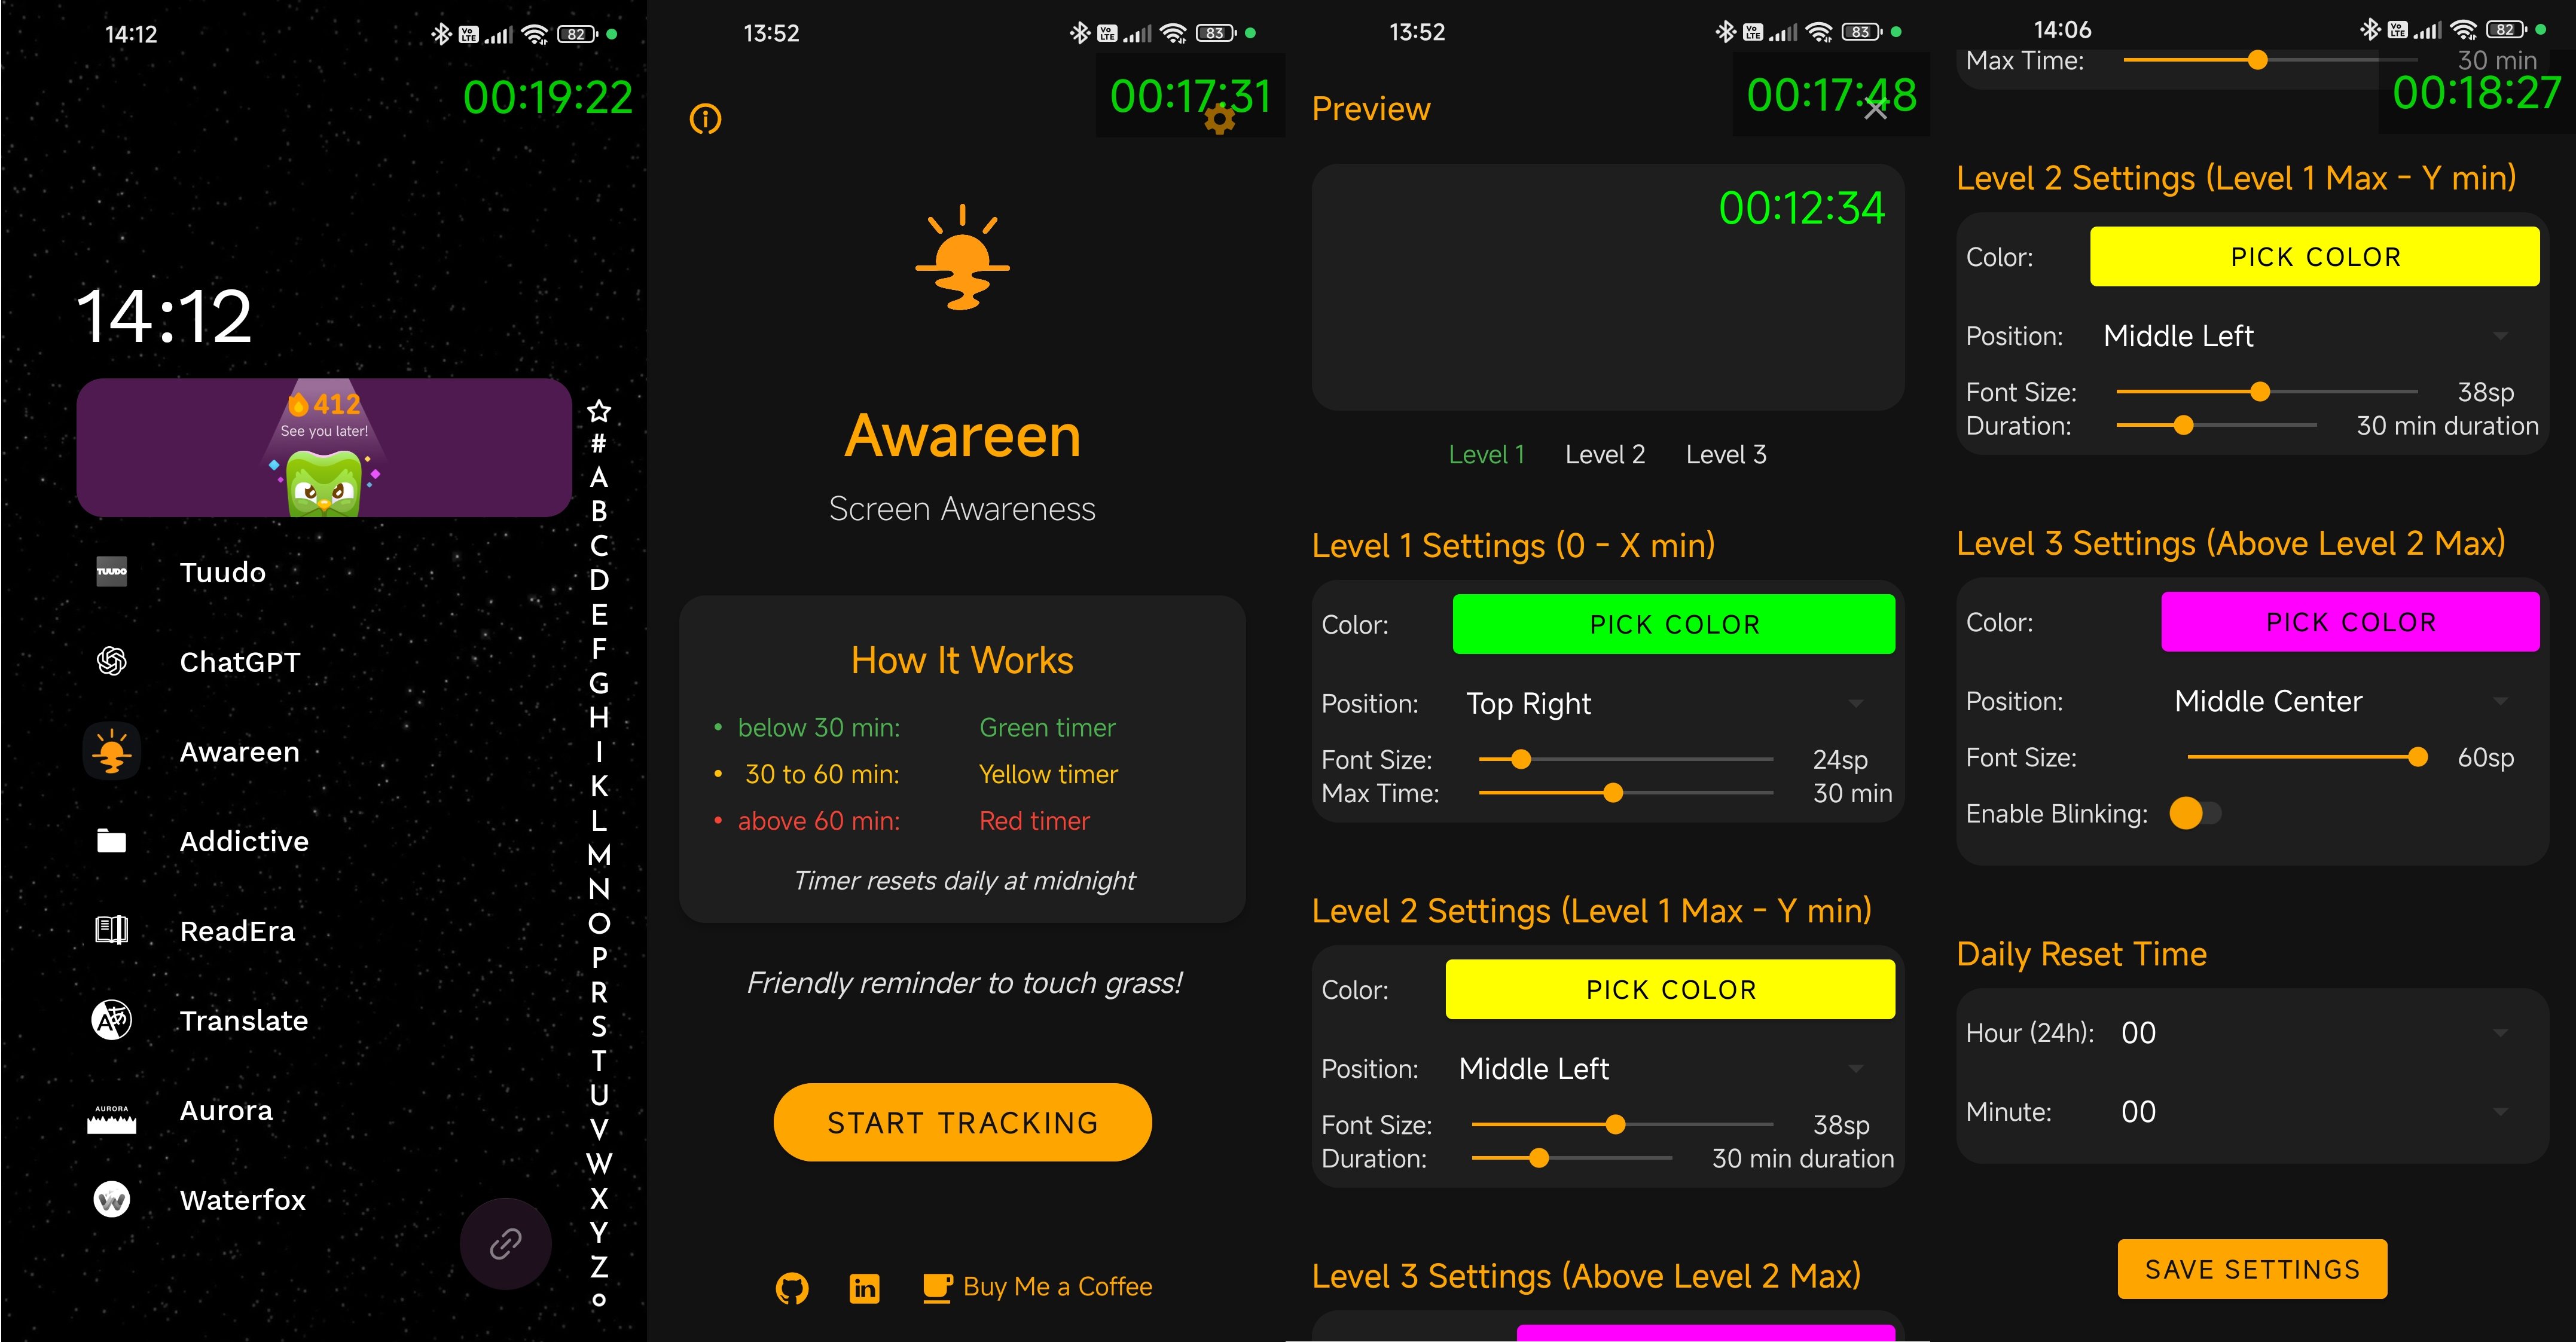 14:12
Vo LTE
82
00:19:22
14:12
412
See you later!
#
A
B
C
D
E
F
G
H
I
K
L
M
N
O
P
R
S
T
U
V
W
X
Y
Z
TUUDO
Tuudo
ChatGPT
Awareen
Addictive
ReadEra
Translate
AURORA
Aurora
Waterfox
13:52
Vo LTE
83
00:17:31
Awareen
Screen Awareness
How It Works
• below 30 min: Green timer
• 30 to 60 min: Yellow timer
• above 60 min: Red timer
Timer resets daily at midnight
Friendly reminder to touch grass!
START TRACKING
in
Buy Me a Coffee
13:52
Vo LTE
83
00:17:48
Preview
00:12:34
Level 1 Level 2 Level 3
Level 1 Settings (0 - X min)
Color: PICK COLOR
Position: Top Right
Font Size: 24sp
Max Time: 30 min
Level 2 Settings (Level 1 Max - Y min)
Color: PICK COLOR
Position: Middle Left
Font Size: 38sp
Duration: 30 min duration
Level 3 Settings (Above Level 2 Max)
14:06
Vo LTE
82
Max Time: 30 min
00:18:27
Level 2 Settings (Level 1 Max - Y min)
Color: PICK COLOR
Position: Middle Left
Font Size: 38sp
Duration: 30 min duration
Level 3 Settings (Above Level 2 Max)
Color: PICK COLOR
Position: Middle Center
Font Size: 60sp
Enable Blinking:
Daily Reset Time
Hour (24h): 00
Minute: 00
SAVE SETTINGS